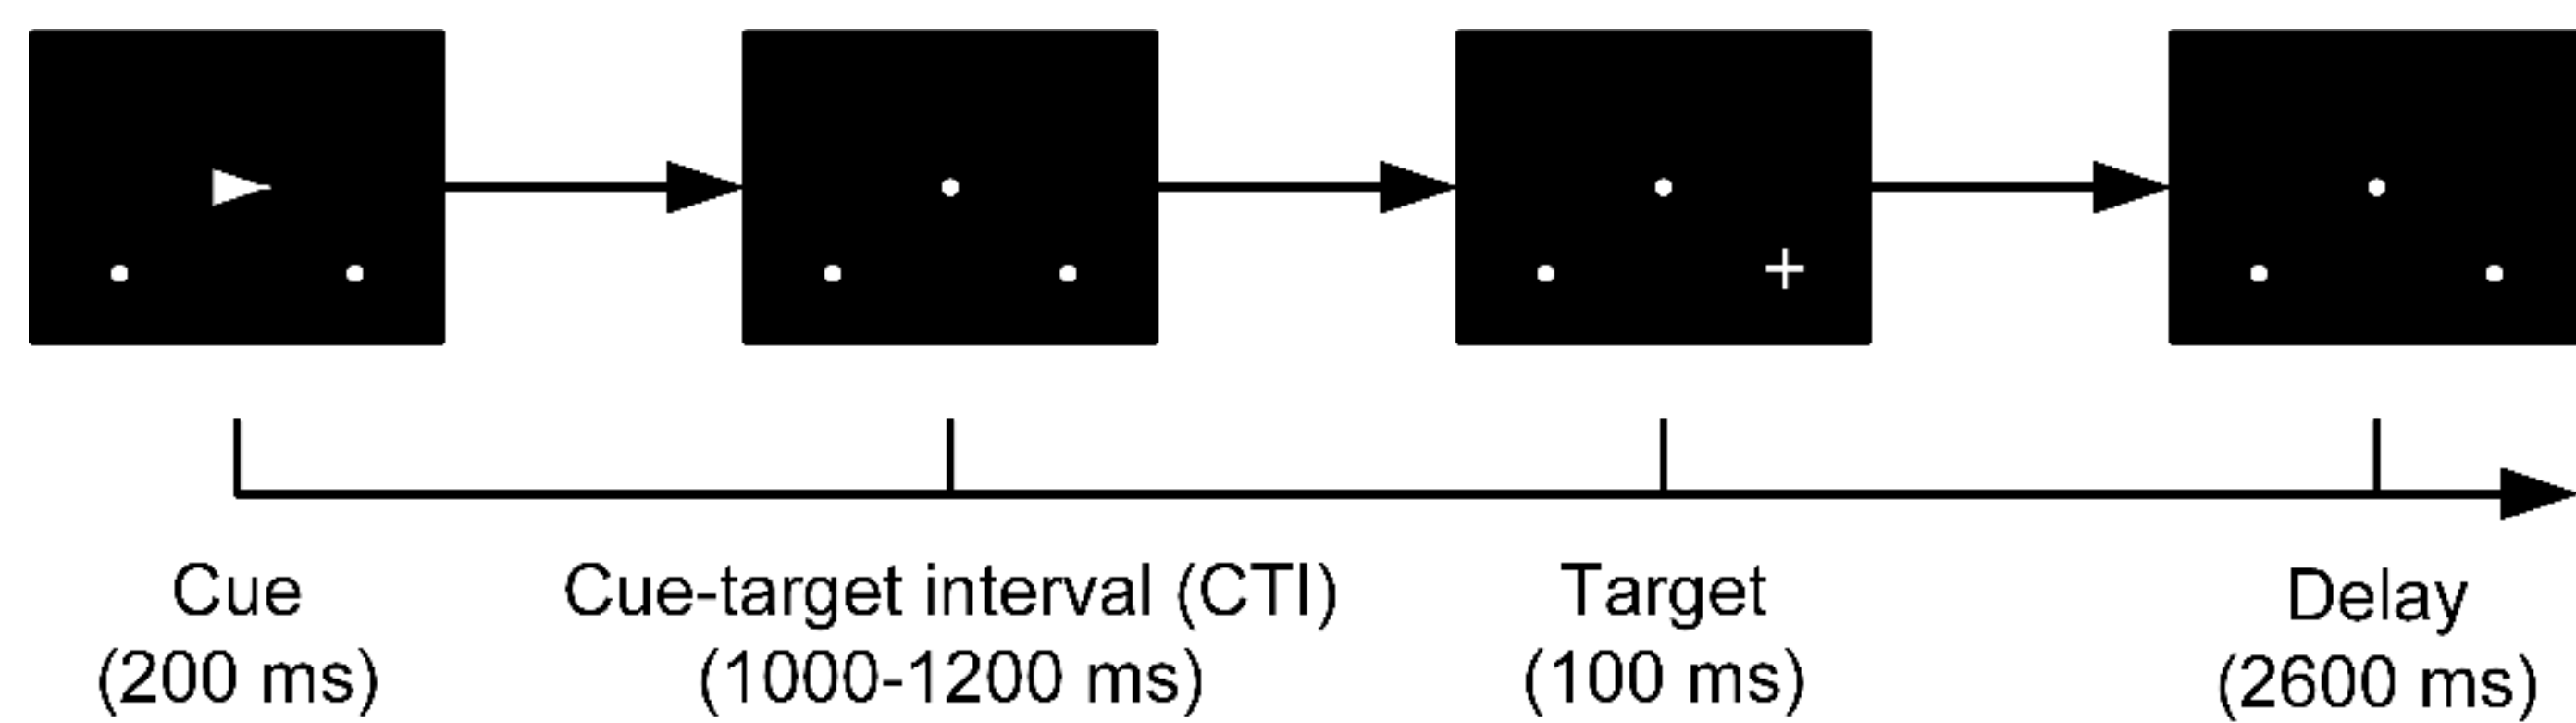 Cue
(200 ms)
Cue-target interval (CTI)
(1000-1200 ms)
Target
(100 ms)
Delay
(2600 ms)